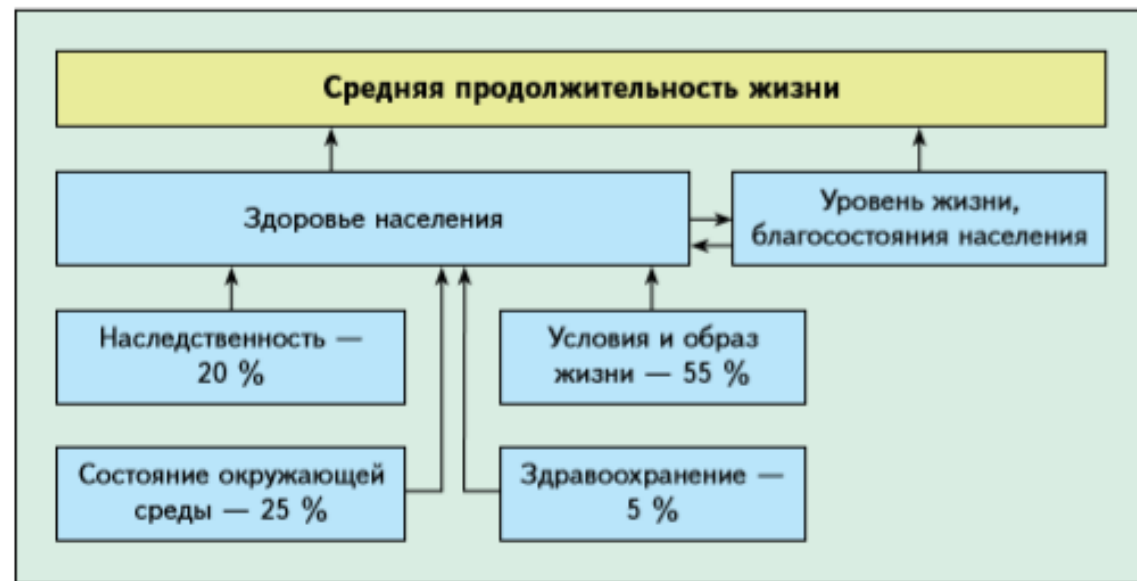 Средняя продолжительность жизни
Здоровье населения
Уровень жизни,
благосостояния населения
Наследственность —
20 %
Условия и образ
жизни — 55 %
Состояние окружающей
среды — 25 %
Здравоохранение —
5 %